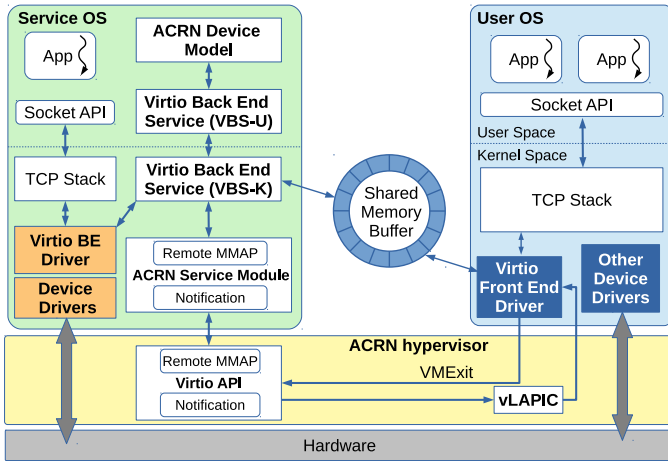 Service OS
App
ACRN Device
Model
Socket API
Virtio Back End
Service (VBS-U)
TCP Stack
Virtio Back End
Service (VBS-K)
Virtio BE
Driver
Device
Drivers
Remote MMAP
ACRN Service Module
Notification
Shared
Memory
Buffer
User OS
App
App
Socket API
User Space
Kernel Space
TCP Stack
Virtio
Front End
Driver
Other
Device
Drivers
ACRN hypervisor
Remote MMAP
Virtio API
Notification
VMExit
vLAPIC
Hardware